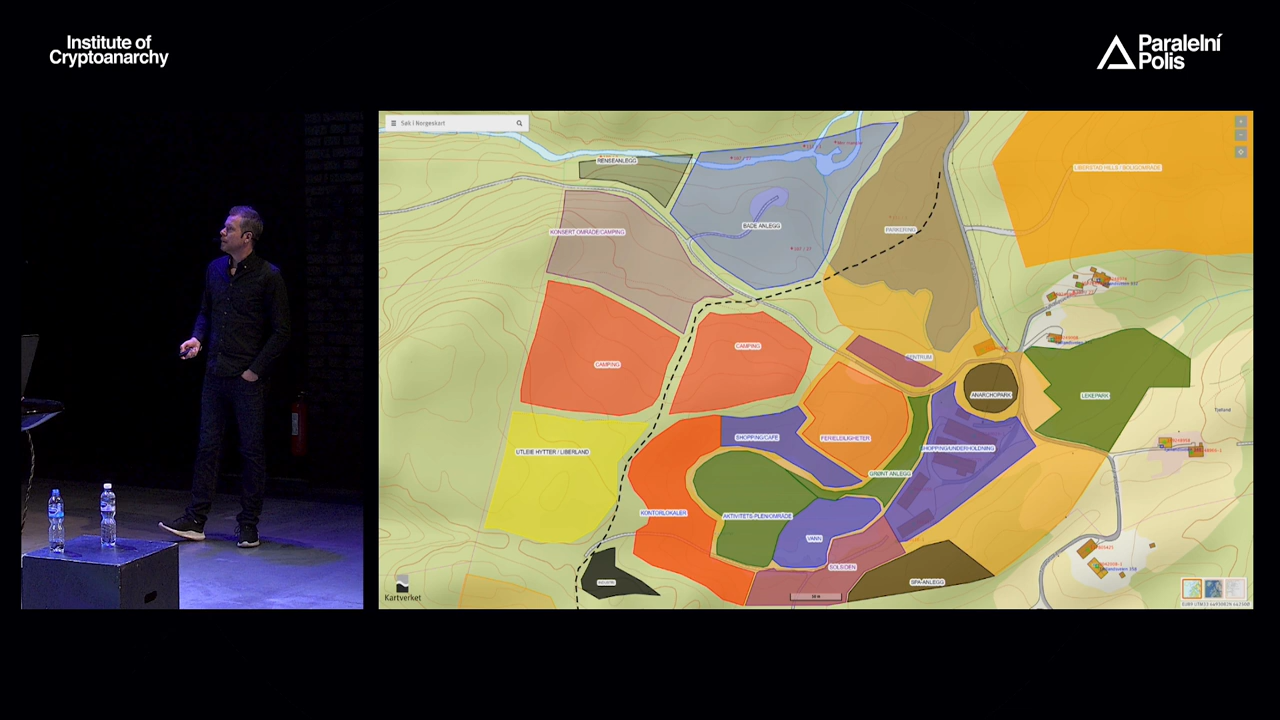 Institute of
Cryptoanarchy
Paralelní
Polis
Søk i Norgeskart
RENSEANLEGG
KONSERT OMRÅDE/CAMPING
BADE ANLEGG
PARKERING
LIBERSTAD HILLS / BOLIGOMRÅDE
CAMPING
CAMPING
SENTRUM
ANARCHOPARK
LEKEPARK
Tjelland
SHOPPING/CAFE
FERIELEILIGHETER
SHOPPING/UNDERHOLDNING
UTLEIE HYTTER / LIBERLAND
GRØNT ANLEGG
KONTORLOKALER
AKTIVITETS-PLEN/OMRÅDE
VANN
SOLSIDEN
SPA-ANLEGG
Kartverket